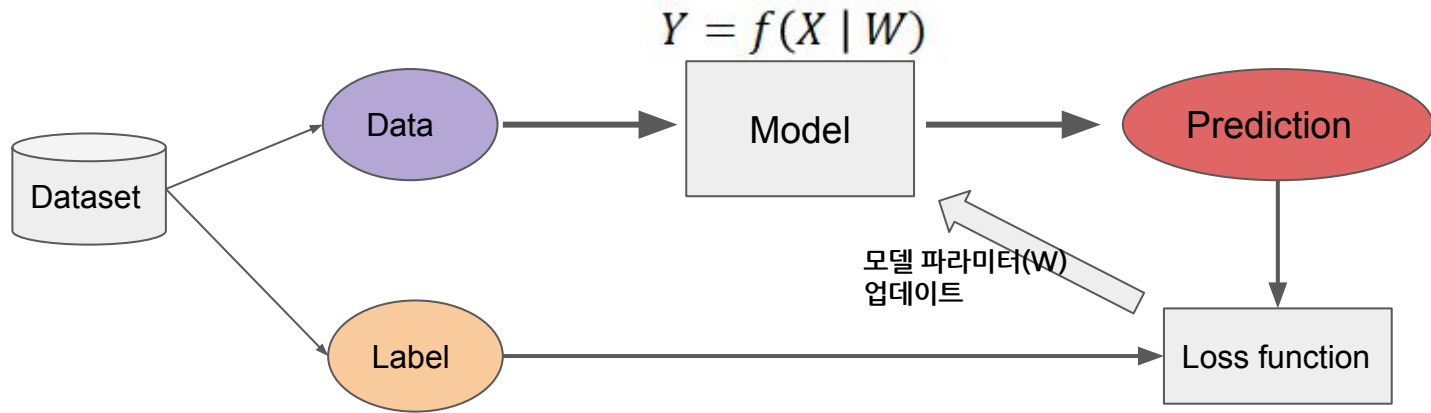 Y = f(X | W)
Data
Model
Prediction
Dataset
모델 파라미터(W)
업데이트
Label
Loss function